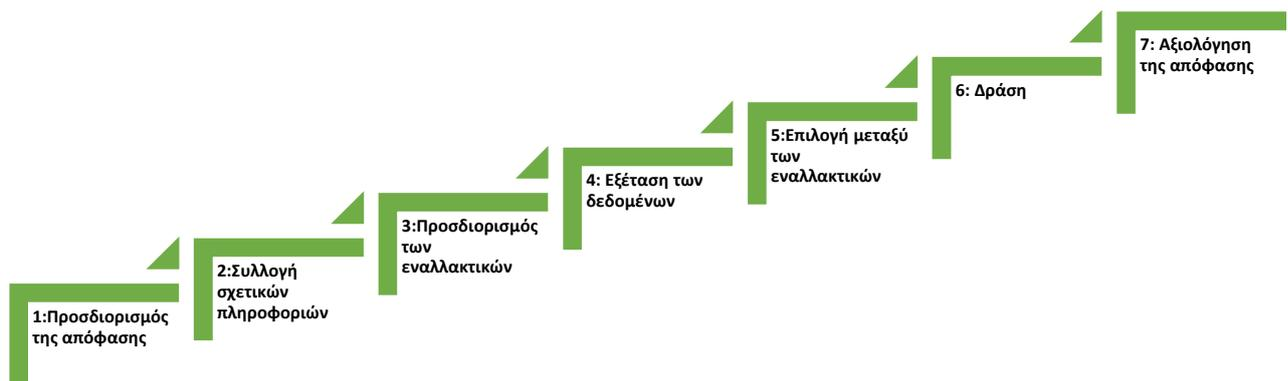 1:Προσδιορισμός
της απόφασης
2:Συλλογή
σχετικών
πληροφοριών
3:Προσδιορισμός
των
εναλλακτικών
4: Εξέταση των
δεδομένων
5:Επιλογή μεταξύ
των
εναλλακτικών
6: Δράση
7: Αξιολόγηση
της απόφασης